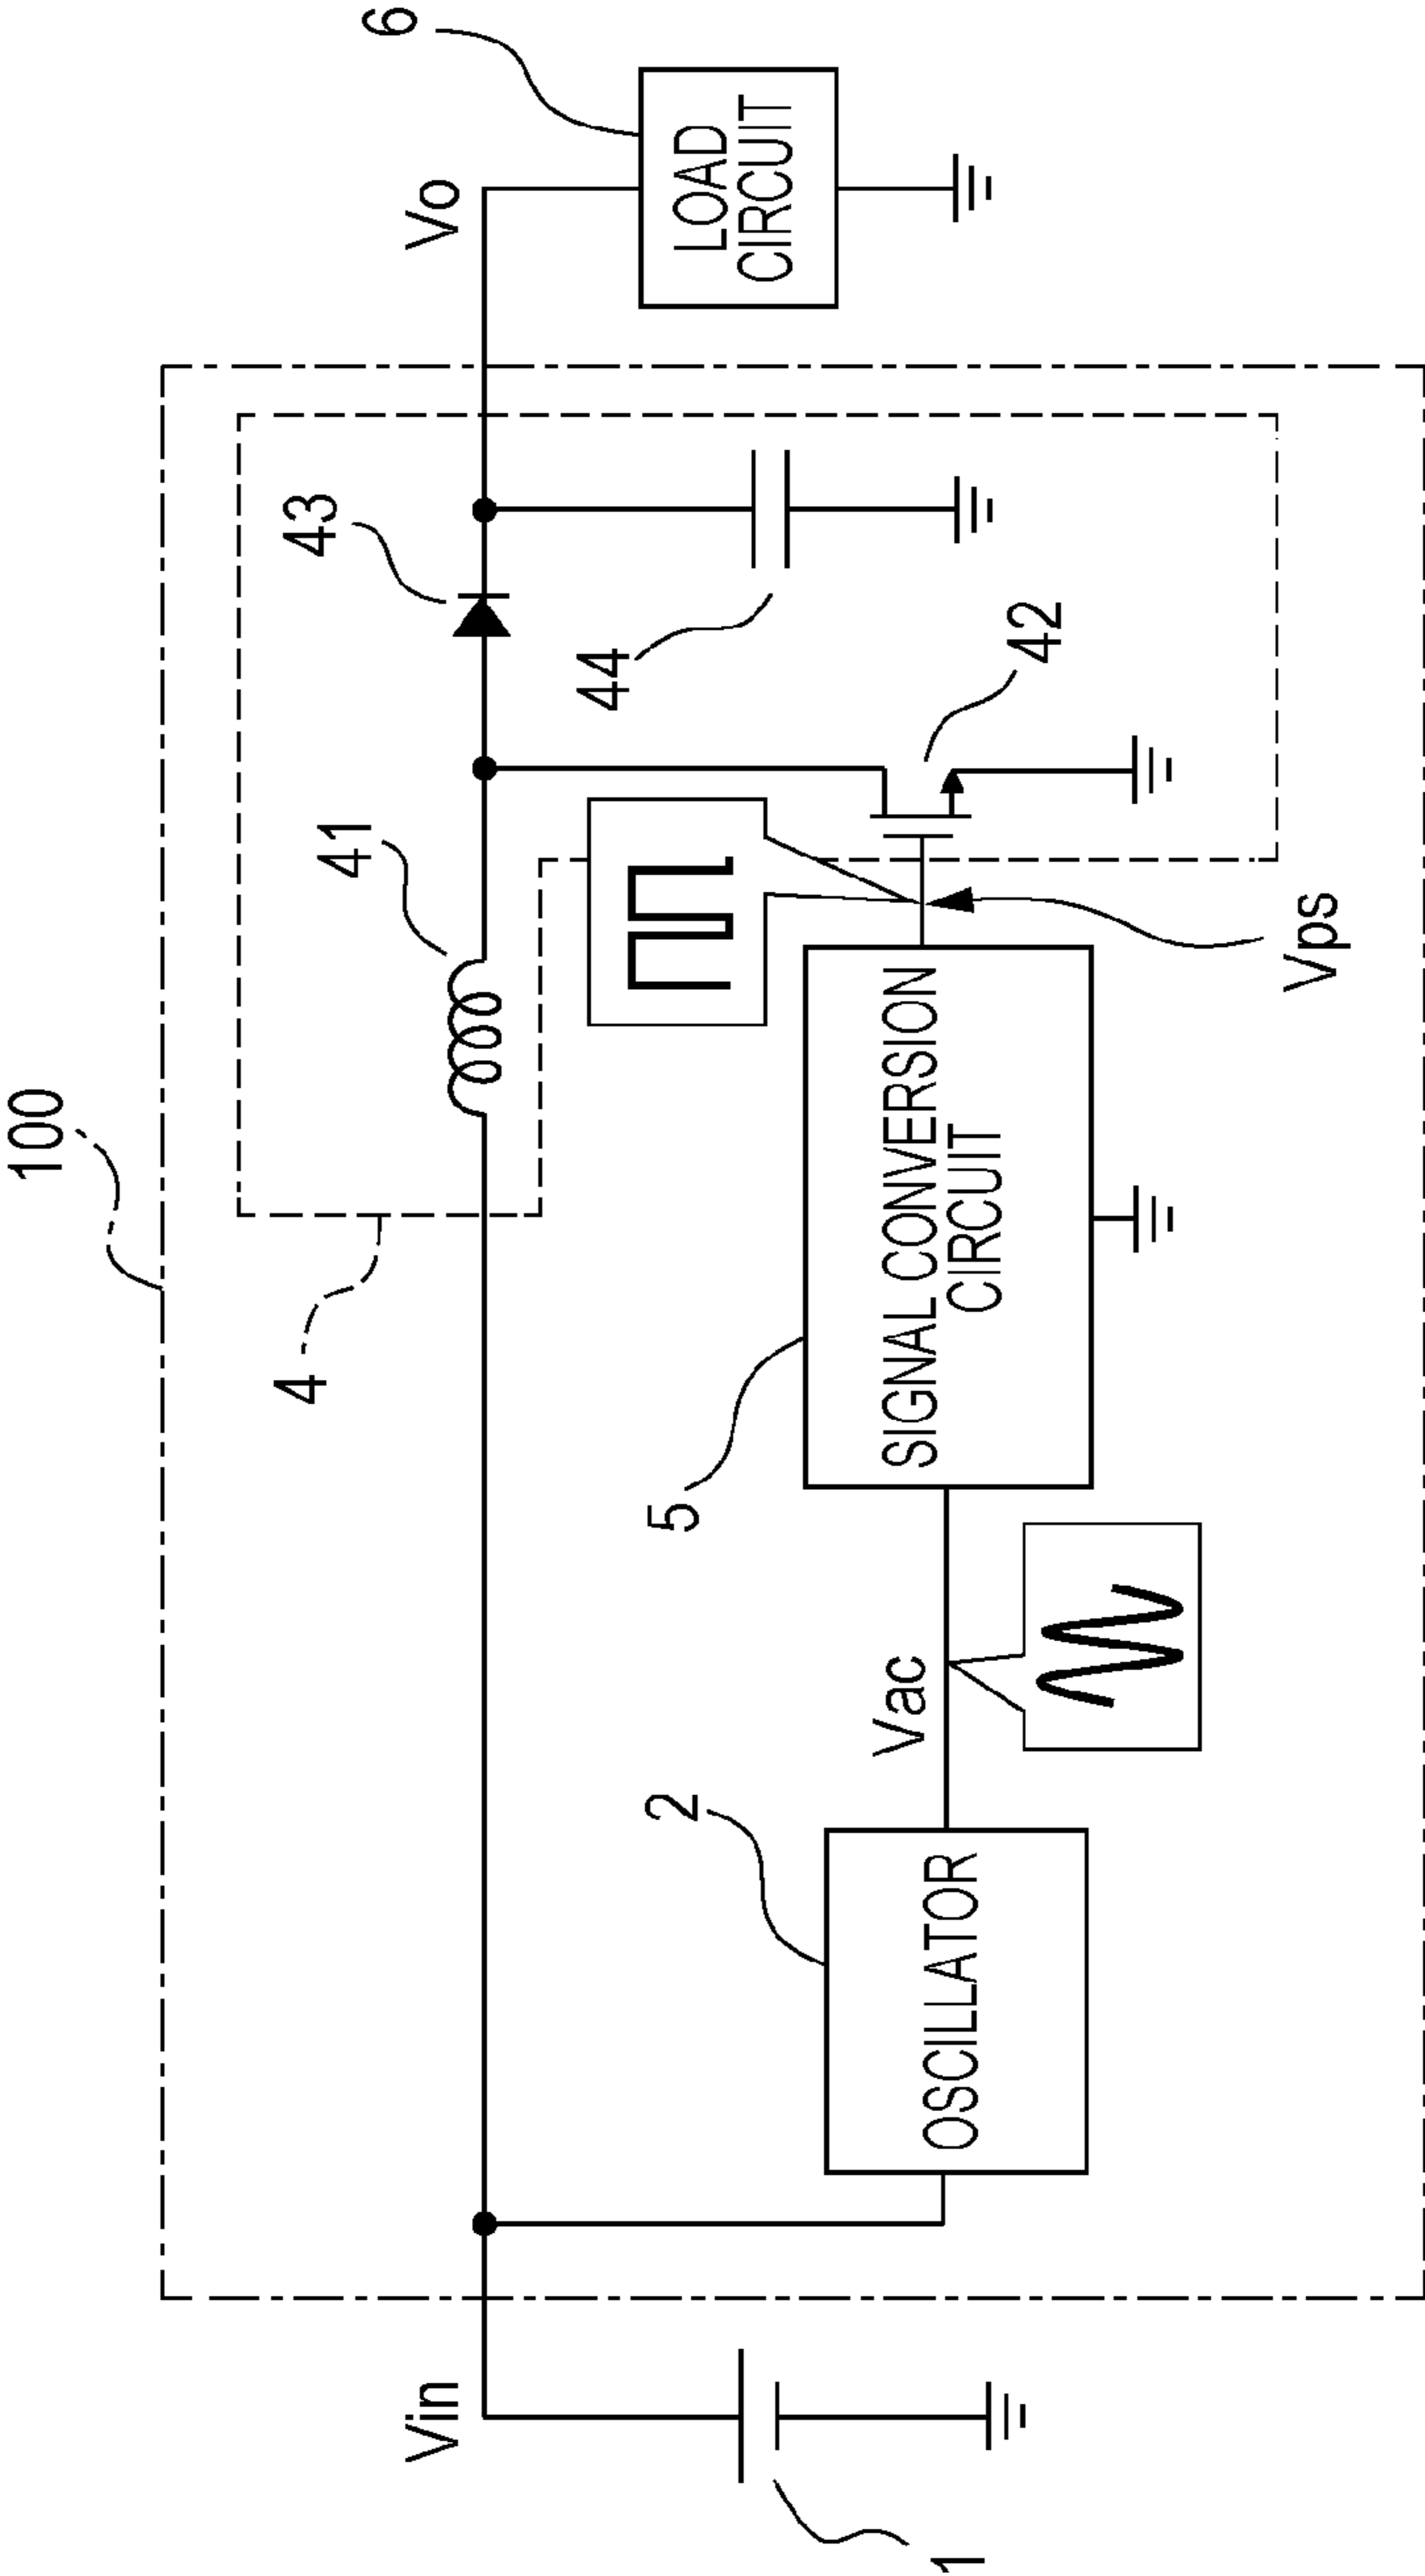 100
4
41
43
Vin
Vo
6
LOAD
CIRCUIT
44
42
2
Vac
5
OSCILLATOR
SIGNAL CONVERSION
CIRCUIT
Vps
1